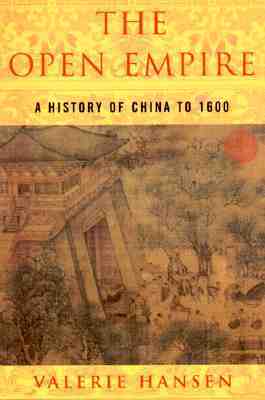 THE
OPEN EMPIRE
A HISTORY OF CHINA TO 1600
VALERIE HANSEN